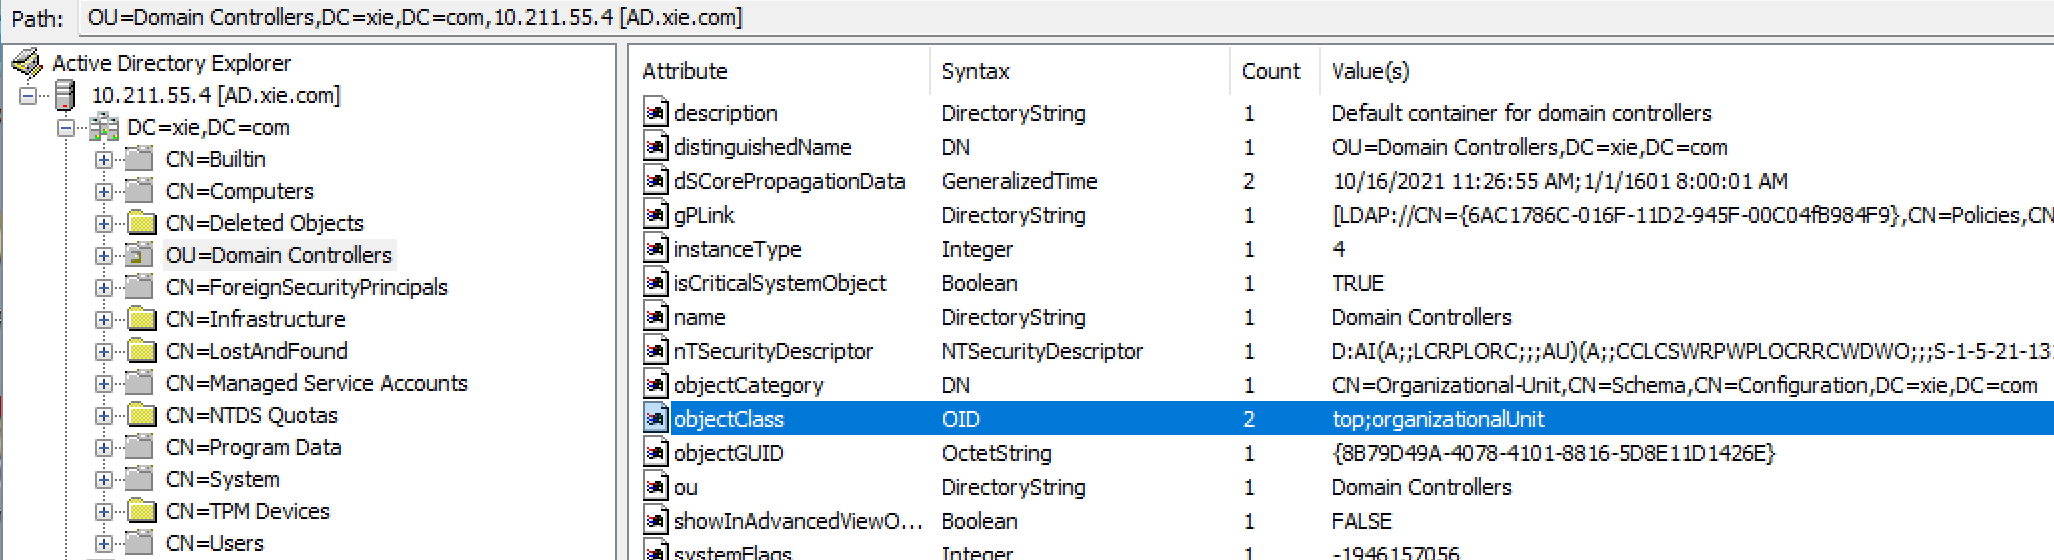 Path: OU=Domain Controllers,DC=xie,DC=com,10.211.55.4 [AD.xie.com]
Active Directory Explorer
10.211.55.4 [AD.xie.com]
DC=xie,DC=com
CN=Builtin
CN=Computers
CN=Deleted Objects
OU=Domain Controllers
CN=ForeignSecurityPrincipals
CN=Infrastructure
CN=LostAndFound
CN=Managed Service Accounts
CN=NTDS Quotas
CN=Program Data
CN=System
CN=TPM Devices
CN=Users
Attribute Syntax Count Value(s)
description DirectoryString 1 Default container for domain controllers
distinguishedName DN 1 OU=Domain Controllers,DC=xie,DC=com
dSCorePropagationData GeneralizedTime 2 10/16/2021 11:26:55 AM;1/1/1601 8:00:01 AM
gPLink DirectoryString 1 [LDAP://CN={6AC1786C-016F-11D2-945F-00C04fB984F9},CN=Policies,CN
instanceType Integer 1 4
isCriticalSystemObject Boolean 1 TRUE
name DirectoryString 1 Domain Controllers
nTSecurityDescriptor NTSecurityDescriptor 1 D:AI(A;;LCRPLORC;;;AU)(A;;CCLCSWRPWPLOCRRCWDWO;;;S-1-5-21-131
objectCategory DN 1 CN=Organizational-Unit,CN=Schema,CN=Configuration,DC=xie,DC=com
objectClass OID 2 top;organizationalUnit
objectGUID OctetString 1 {8B79D49A-4078-4101-8816-5D8E11D1426E}
ou DirectoryString 1 Domain Controllers
showInAdvancedViewO... Boolean 1 FALSE
systemFlags Integer 1 -1946157056